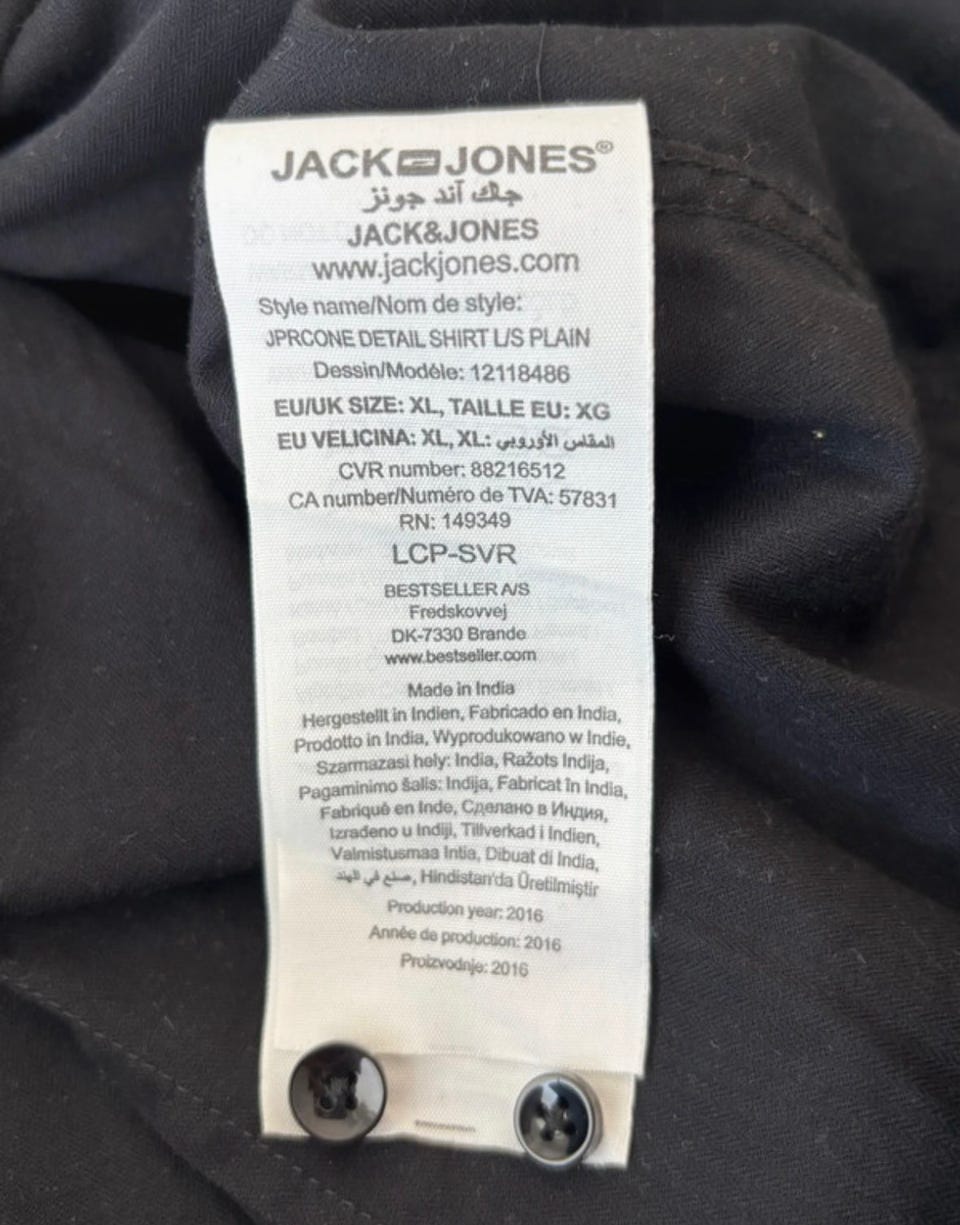 JACK JONES®
جاك آند جونز
JACK&JONES
www.jackjones.com
Style name/Nom de style:
JPRCONE DETAIL SHIRT L/S PLAIN
Dessin/Modéle: 12118486
EU/UK SIZE: XL, TAILLE EU: XG
EU VELICINA: XL, XL: المقاس الأوروبي
CVR number: 88216512
CA number/Numéro de TVA: 57831
RN: 149349
LCP-SVR
BESTSELLER A/S
Fredskovvej
DK-7330 Brande
www.bestseller.com
Made in India
Hergestellt in Indien, Fabricado en India,
Prodotto in India, Wyprodukowano w Indie,
Szarmazasi hely: India, Ražots Indija,
Pagaminimo šalis: Indija, Fabricat în India,
Fabriqué en Inde, Сделано в Индия,
Izrađeno u Indiji, Tillverkad i Indien,
Valmistusmaa Intia, Dibuat di India,
صنع في الهند, Hindistan'da Üretilmiştir
Production year: 2016
Année de production: 2016
Proizvodnje: 2016